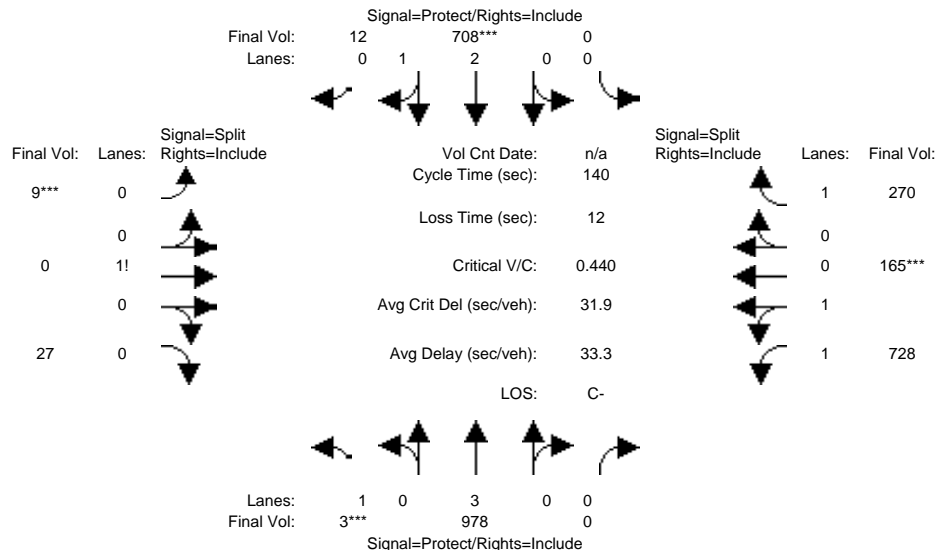 Signal=Protect/Rights=Include
Final Vol: 12 708*** 0
Lanes: 0 1 2 0 0
Signal=Split
Final Vol: Lanes: Rights=Include
Vol Cnt Date: n/a
Signal=Split
Rights=Include Lanes: Final Vol:
Cycle Time (sec): 140
9*** 0
1 270
Loss Time (sec): 12
0
0
0 1!
Critical V/C: 0.440
0 165***
0
Avg Crit Del (sec/veh): 31.9
1
27 0
Avg Delay (sec/veh): 33.3
1 728
LOS: C-
Lanes: 1 0 3 0 0
Final Vol: 3*** 978 0
Signal=Protect/Rights=Include